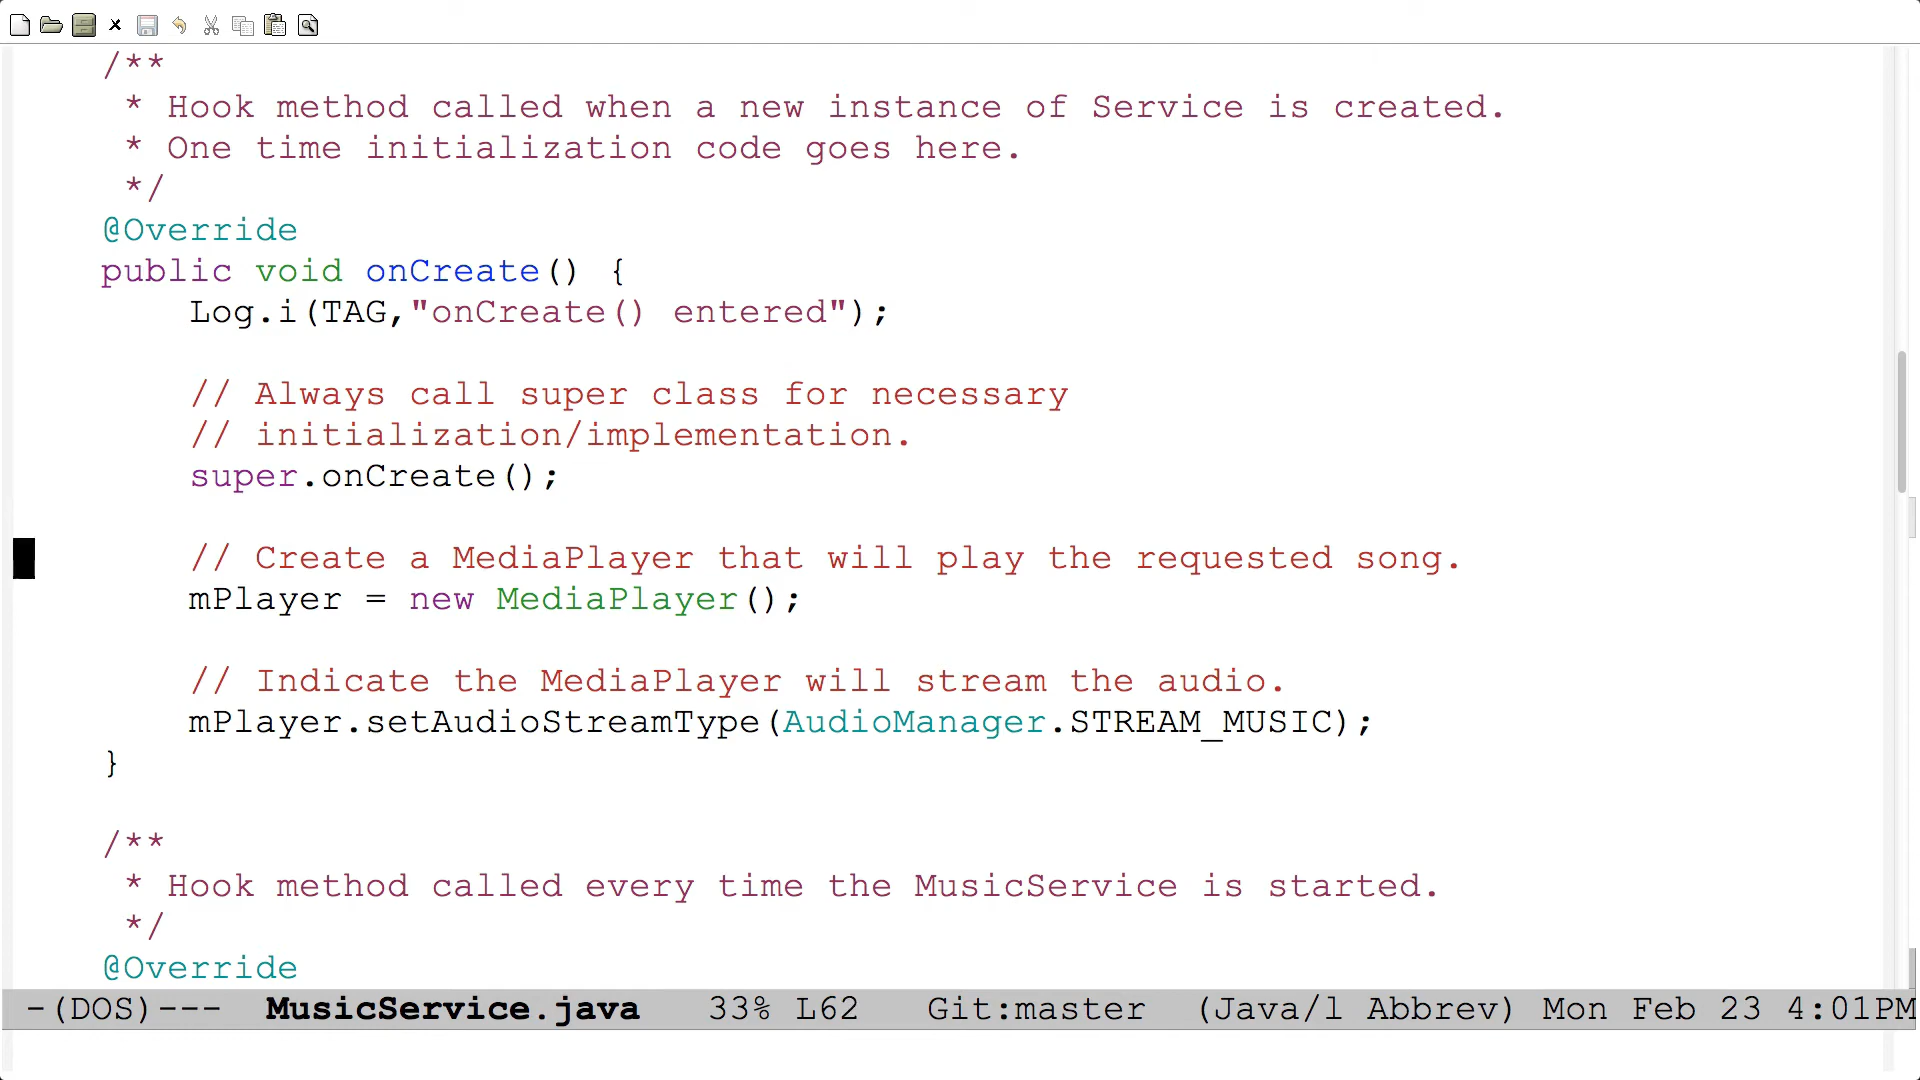 /**
* Hook method called when a new instance of Service is created.
* One time initialization code goes here.
*/
@Override
public void onCreate() {
Log.i(TAG,"onCreate() entered");
// Always call super class for necessary
// initialization/implementation.
super.onCreate();
// Create a MediaPlayer that will play the requested song.
mPlayer = new MediaPlayer();
// Indicate the MediaPlayer will stream the audio.
mPlayer.setAudioStreamType(AudioManager.STREAM_MUSIC);
}
/**
* Hook method called every time the MusicService is started.
*/
@Override
-(DOS)--- MusicService.java 33% L62 Git:master (Java/l Abbrev) Mon Feb 23 4:01PM